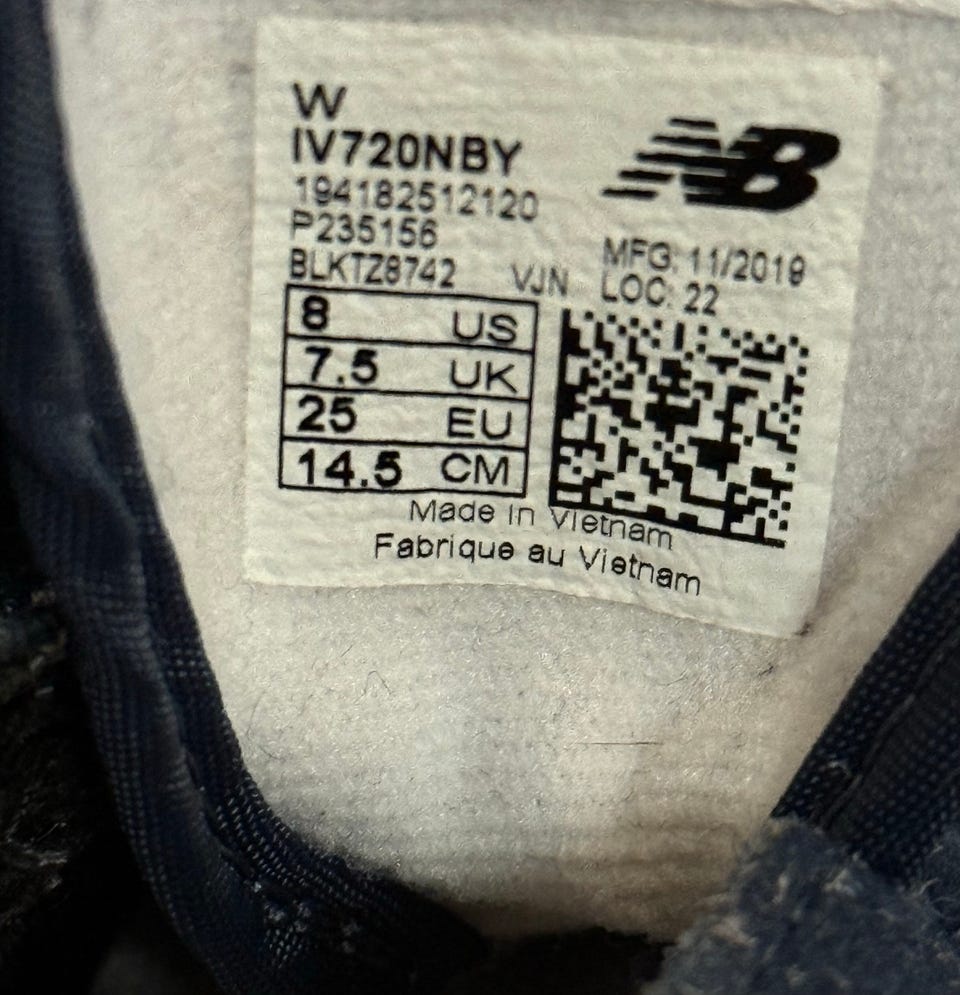 W
IV720NBY
194182512120
P235156
BLKTZ8742 VJN
NB
MFG: 11/2019
LOC: 22
8 US
7.5 UK
25 EU
14.5 CM
Made in Vietnam
Fabrique au Vietnam